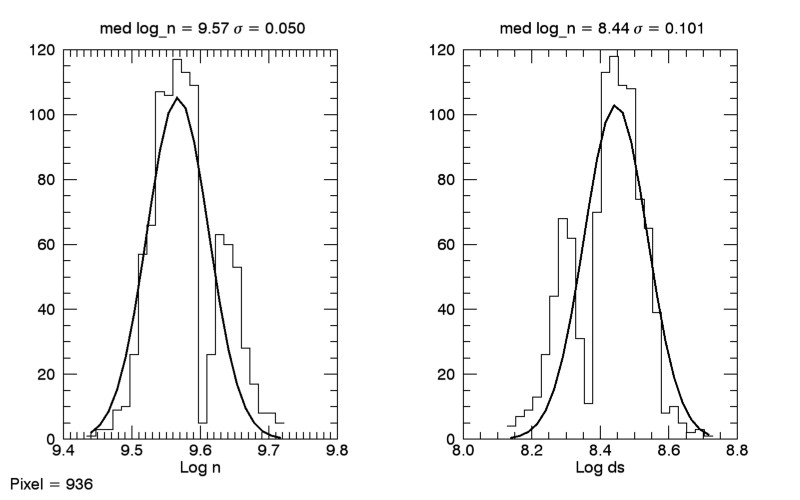 med log_n = 9.57 σ = 0.050
120
100
80
60
40
20
0
9.4 9.5 9.6 9.7 9.8
Log n
med log_n = 8.44 σ = 0.101
120
100
80
60
40
20
0
8.0 8.2 8.4 8.6 8.8
Log ds
Pixel = 936